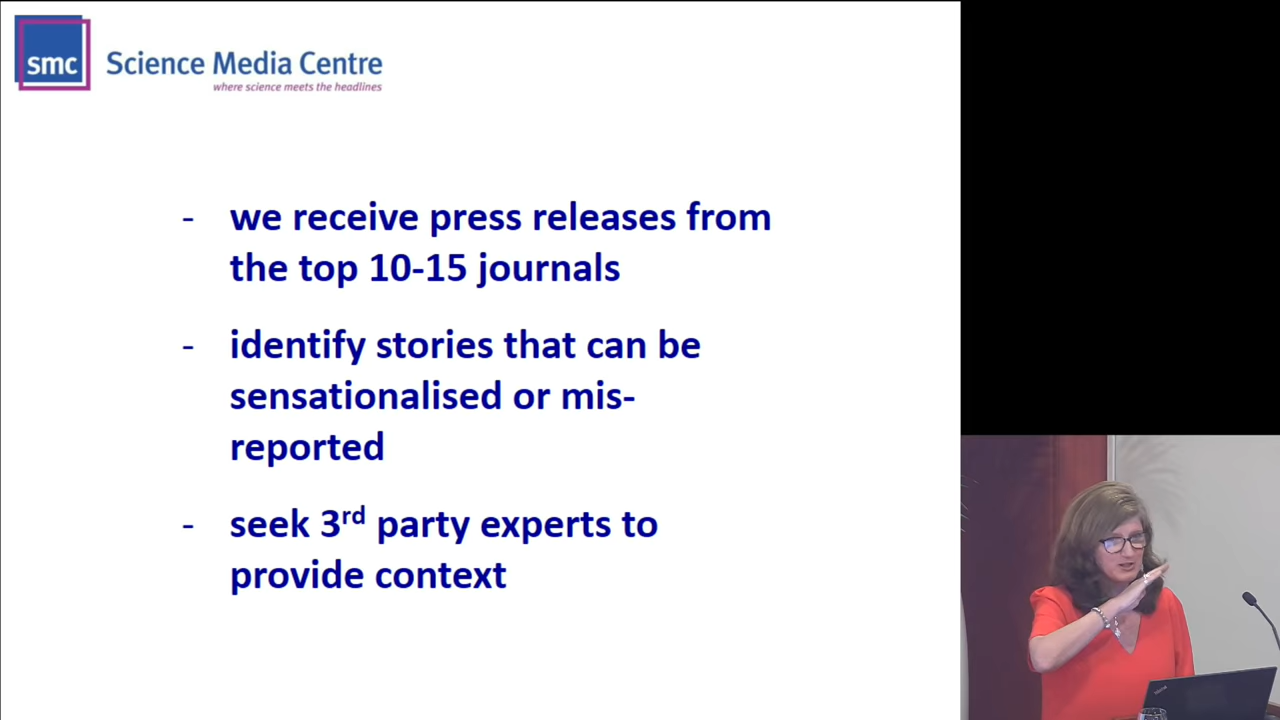 smc
Science Media Centre
where science meets the headlines
- we receive press releases from
the top 10-15 journals
- identify stories that can be
sensationalised or mis-
reported
- seek 3rd party experts to
provide context